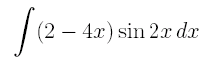 ∫(2 − 4x) sin 2x dx